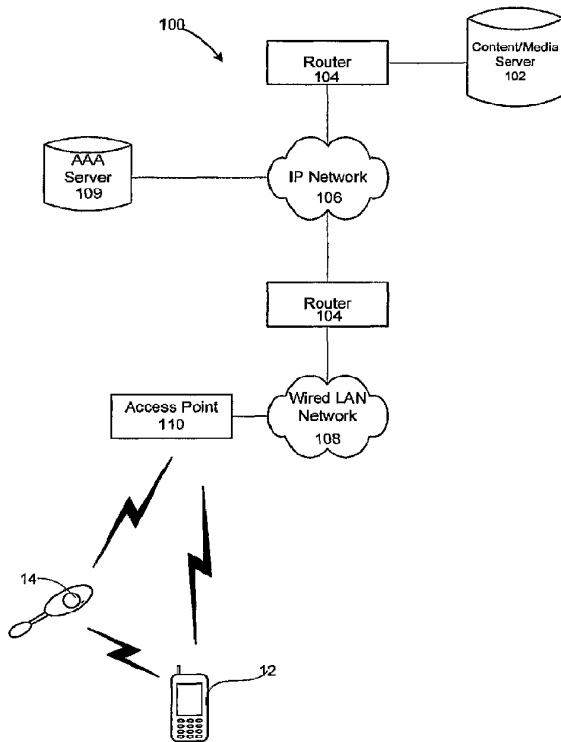 100
Router
104
Content/Media
Server
102
AAA
Server
109
IP Network
106
Router
104
Access Point
110
Wired LAN
Network
108
14
12